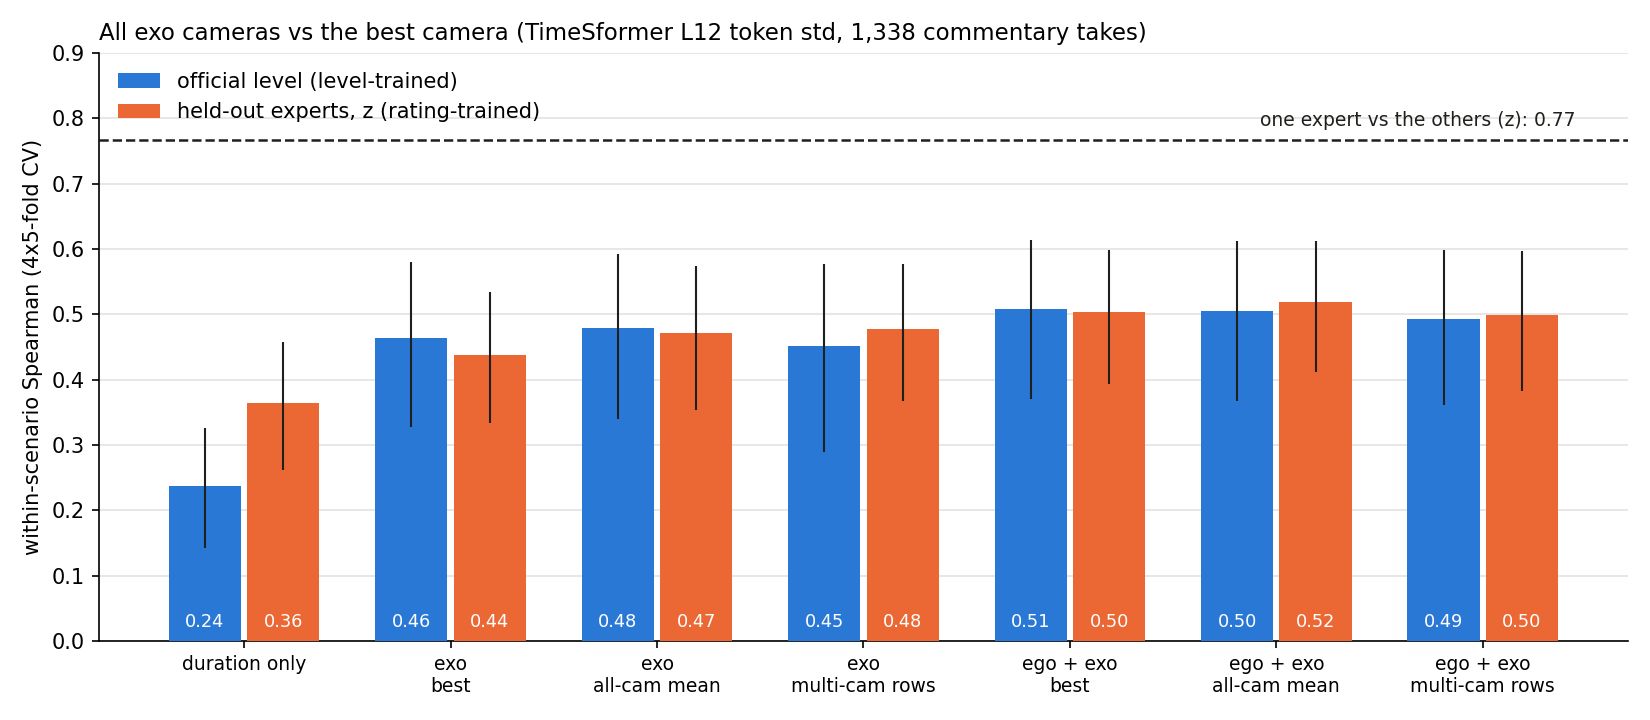 All exo cameras vs the best camera (TimeSformer L12 token std, 1,338 commentary takes)
official level (level-trained)
held-out experts, z (rating-trained)
one expert vs the others (z): 0.77
within-scenario Spearman (4x5-fold CV)
0.9
0.8
0.7
0.6
0.5
0.4
0.3
0.2
0.1
0.0
0.24 0.36 0.46 0.44 0.48 0.47 0.45 0.48 0.51 0.50 0.50 0.52 0.49 0.50
duration only
exo
best
exo
all-cam mean
exo
multi-cam rows
ego + exo
best
ego + exo
all-cam mean
ego + exo
multi-cam rows